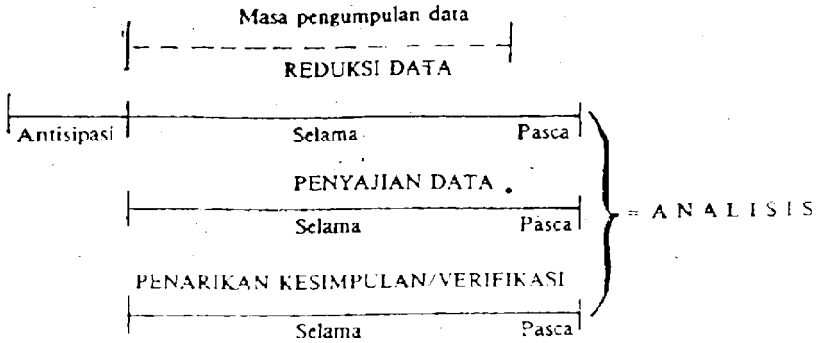 Masa pengumpulan data
REDUKSI DATA
Antisipasi Selama Pasca
PENYAJIAN DATA
Selama Pasca
= ANALISIS
PENARIKAN KESIMPULAN/VERIFIKASI
Selama Pasca